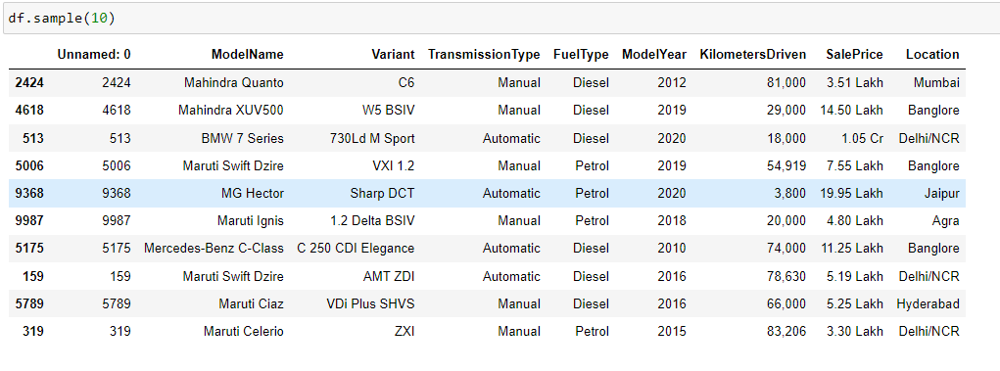 df.sample(10)
Unnamed: 0 ModelName Variant TransmissionType FuelType ModelYear KilometersDriven SalePrice Location
2424 2424 Mahindra Quanto C6 Manual Diesel 2012 81,000 3.51 Lakh Mumbai
4618 4618 Mahindra XUV500 W5 BSIV Manual Diesel 2019 29,000 14.50 Lakh Banglore
513 513 BMW 7 Series 730Ld M Sport Automatic Diesel 2020 18,000 1.05 Cr Delhi/NCR
5006 5006 Maruti Swift Dzire VXI 1.2 Manual Petrol 2019 54,919 7.55 Lakh Banglore
9368 9368 MG Hector Sharp DCT Automatic Petrol 2020 3,800 19.95 Lakh Jaipur
9987 9987 Maruti Ignis 1.2 Delta BSIV Manual Petrol 2018 20,000 4.80 Lakh Agra
5175 5175 Mercedes-Benz C-Class C 250 CDI Elegance Automatic Diesel 2010 74,000 11.25 Lakh Banglore
159 159 Maruti Swift Dzire AMT ZDI Automatic Diesel 2016 78,630 5.19 Lakh Delhi/NCR
5789 5789 Maruti Ciaz VDi Plus SHVS Manual Diesel 2016 66,000 5.25 Lakh Hyderabad
319 319 Maruti Celerio ZXI Manual Petrol 2015 83,206 3.30 Lakh Delhi/NCR